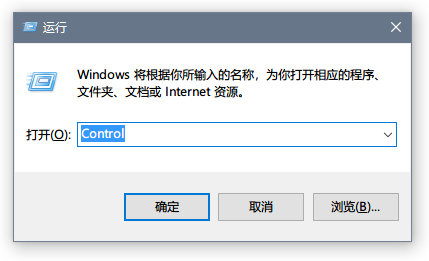 运行
Windows 将根据你所输入的名称，为你打开相应的程序、
文件夹、文档或 Internet 资源。
打开(O): Control
确定 取消 浏览(B)...